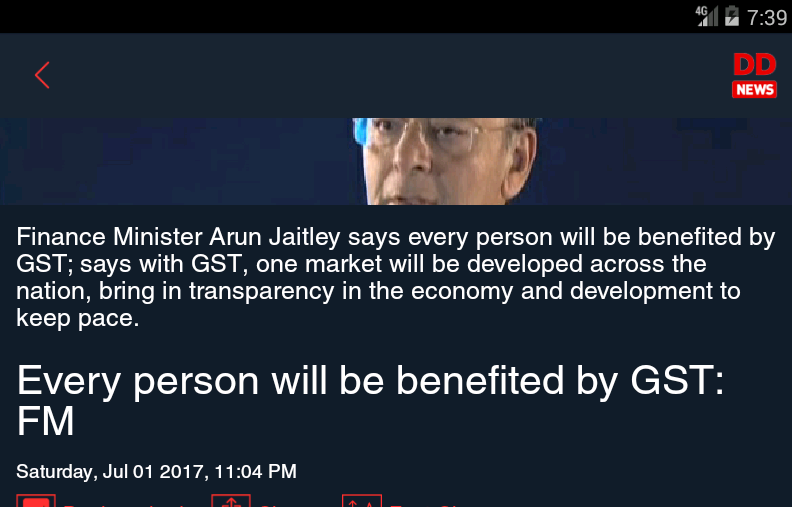 4G 7:39
DD
NEWS
Finance Minister Arun Jaitley says every person will be benefited by
GST; says with GST, one market will be developed across the
nation, bring in transparency in the economy and development to
keep pace.
Every person will be benefited by GST:
FM
Saturday, Jul 01 2017, 11:04 PM